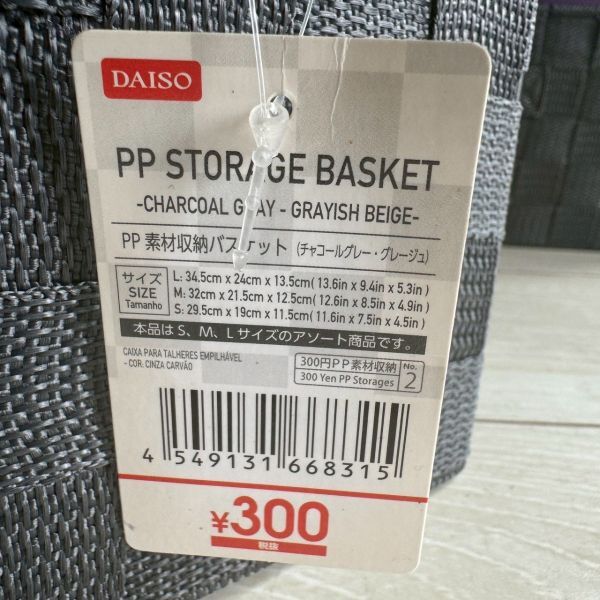 DAISO
PP STORAGE BASKET
-CHARCOAL GRAY - GRAYISH BEIGE-
PP 素材収納バスケット (チャコールグレー・グレージュ)
サイズ
SIZE
Tamanho
L: 34.5cm x 24cm x 13.5cm( 13.6in x 9.4in x 5.3in )
M: 32cm x 21.5cm x 12.5cm( 12.6in x 8.5in x 4.9in )
S: 29.5cm x 19cm x 11.5cm( 11.6in x 7.5in x 4.5in )
本品は S、M、L サイズのアソート商品です。
CAIXA PARA TALHERES EMPILHÁVEL
- COR: CINZA CARVÃO
300円ＰＰ素材収納
300 Yen PP Storages
No.
2
4 549131 668315
¥300
税抜